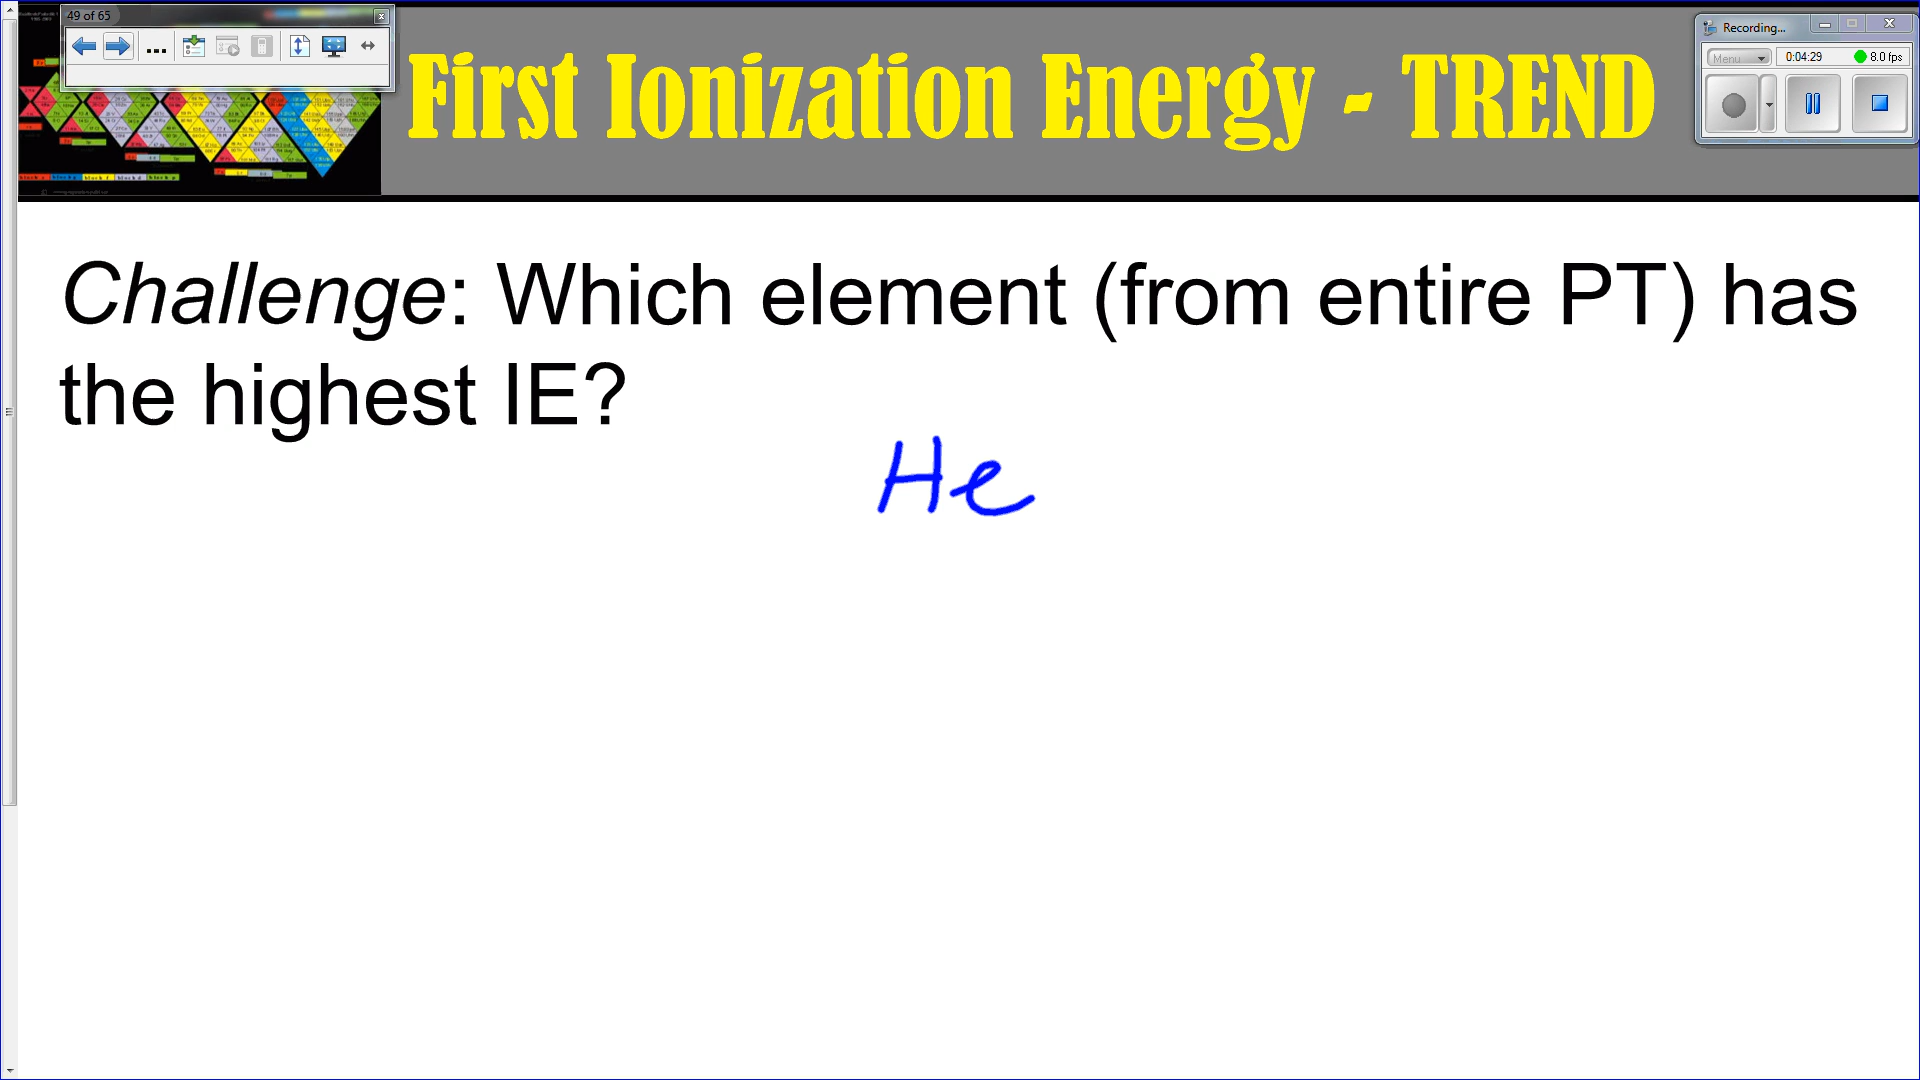 49 of 65
First Ionization Energy - TREND
Recording...
Menu
0:04:29
8.0 fps
Challenge: Which element (from entire PT) has
the highest IE?
He